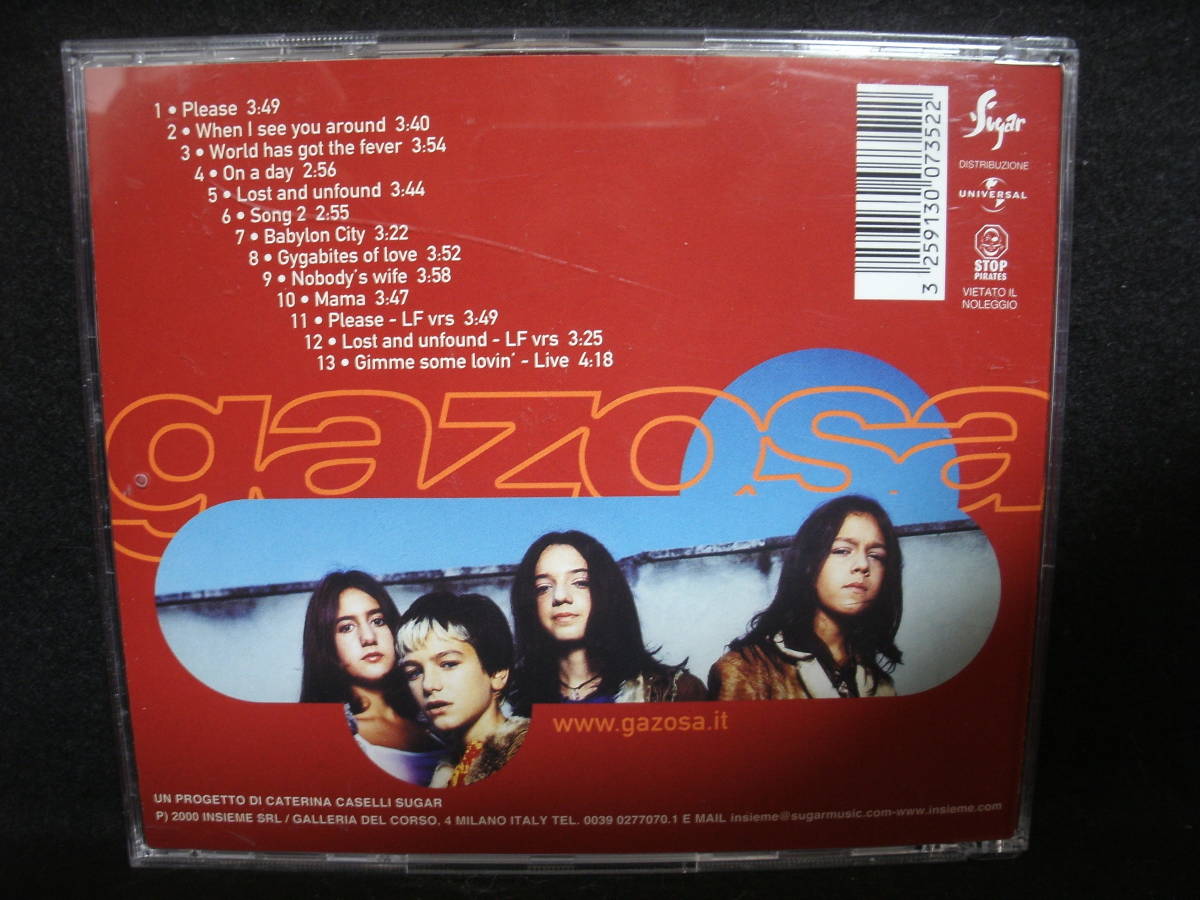 1 • Please 3:49
2 • When I see you around 3:40
3 • World has got the fever 3:54
4 • On a day 2:56
5 • Lost and unfound 3:44
6 • Song 2 2:55
7 • Babylon City 3:22
8 • Gygabites of love 3:52
9 • Nobody's wife 3:58
10 • Mama 3:47
11 • Please - LF vrs 3:49
12 • Lost and unfound - LF vrs 3:25
13 • Gimme some lovin' - Live 4:18
3 259130 073522
Sugar
DISTRIBUZIONE
UNIVERSAL
STOP
PIRATES
VIETATO IL
NOLEGGIO
gazosa
www.gazosa.it
UN PROGETTO DI CATERINA CASELLI SUGAR
P) 2000 INSIEME SRL / GALLERIA DEL CORSO, 4 MILANO ITALY TEL. 0039 0277070.1 E MAIL insieme@sugarmusic.com-www.insieme.com